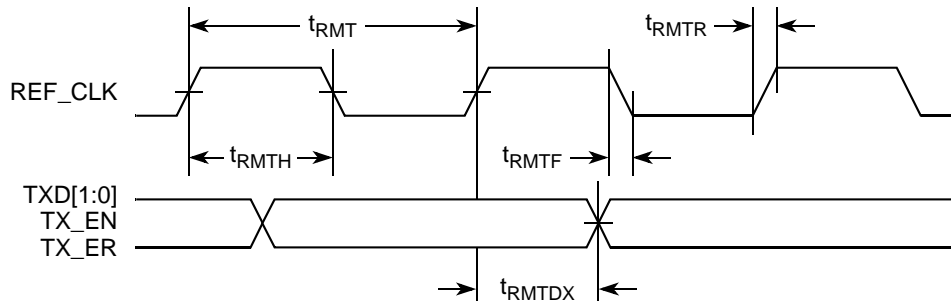 tRMT
tRMTR
REF_CLK
tRMTH
tRMTF
TXD[1:0]
TX_EN
TX_ER
tRMTDX